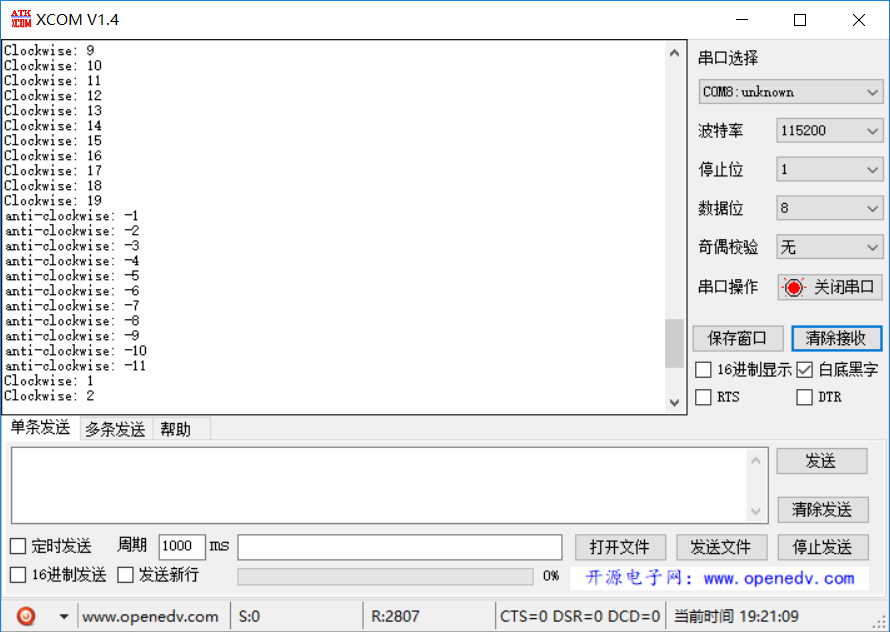 ATK XCOM XCOM V1.4
Clockwise: 9
Clockwise: 10
Clockwise: 11
Clockwise: 12
Clockwise: 13
Clockwise: 14
Clockwise: 15
Clockwise: 16
Clockwise: 17
Clockwise: 18
Clockwise: 19
anti-clockwise: -1
anti-clockwise: -2
anti-clockwise: -3
anti-clockwise: -4
anti-clockwise: -5
anti-clockwise: -6
anti-clockwise: -7
anti-clockwise: -8
anti-clockwise: -9
anti-clockwise: -10
anti-clockwise: -11
Clockwise: 1
Clockwise: 2
串口选择
COM8:unknown
波特率 115200
停止位 1
数据位 8
奇偶校验 无
串口操作 关闭串口
保存窗口 清除接收
16进制显示 白底黑字
RTS DTR
单条发送 多条发送 帮助
发送
清除发送
定时发送 周期 1000 ms 打开文件 发送文件 停止发送
16进制发送 发送新行 0% 开源电子网：www.openedv.com
www.openedv.com S:0 R:2807 CTS=0 DSR=0 DCD=0 当前时间 19:21:09